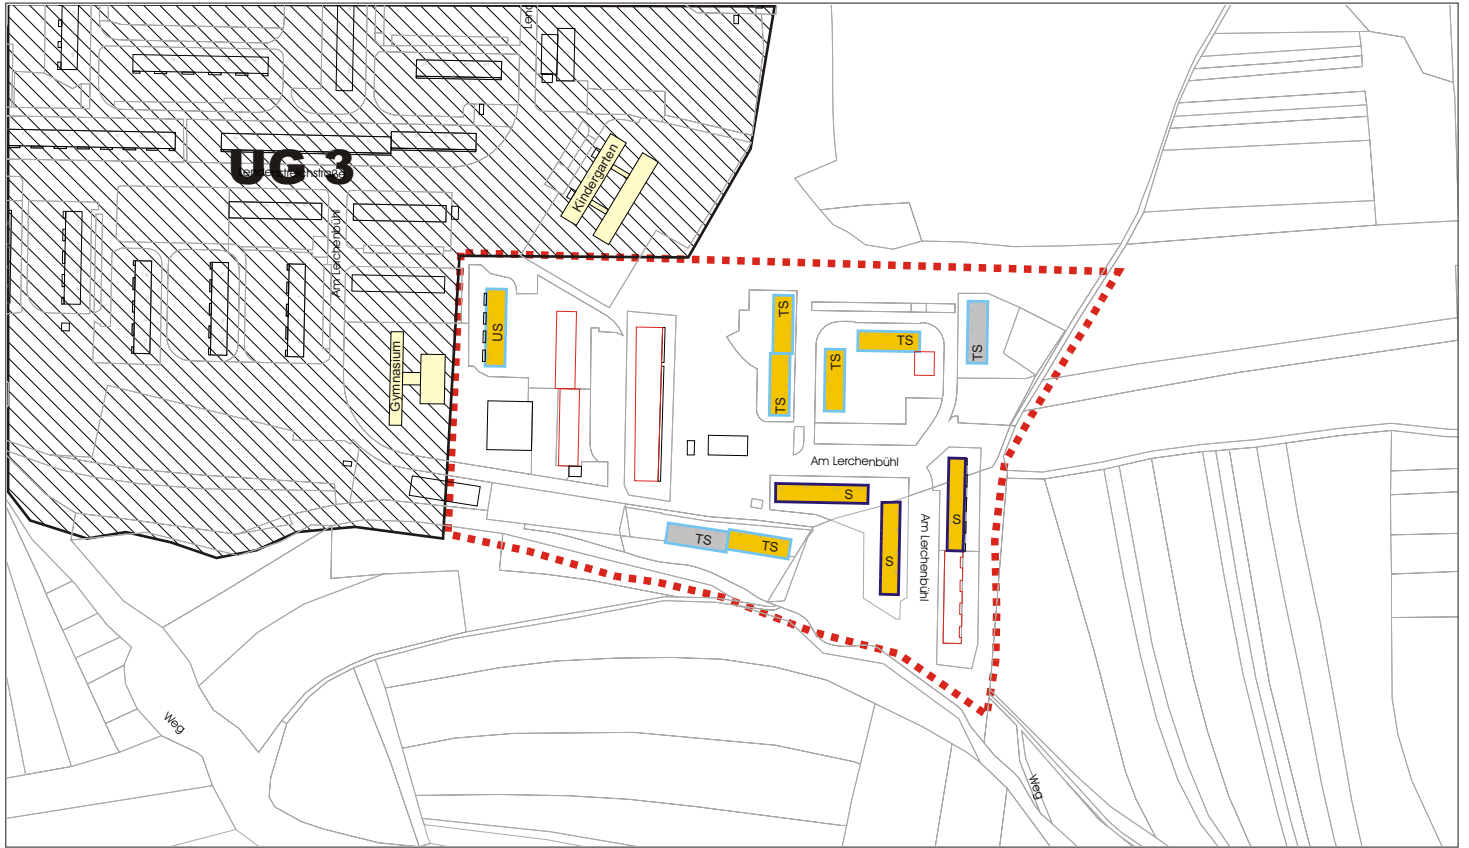 UG 3
Kindergarten
Am Lerchenbühl
Gymnasium
US
TS
TS
TS
TS
TS
Am Lerchenbühl
S
S
S
Am Lerchenbühl
TS
TS
Weg
Weg